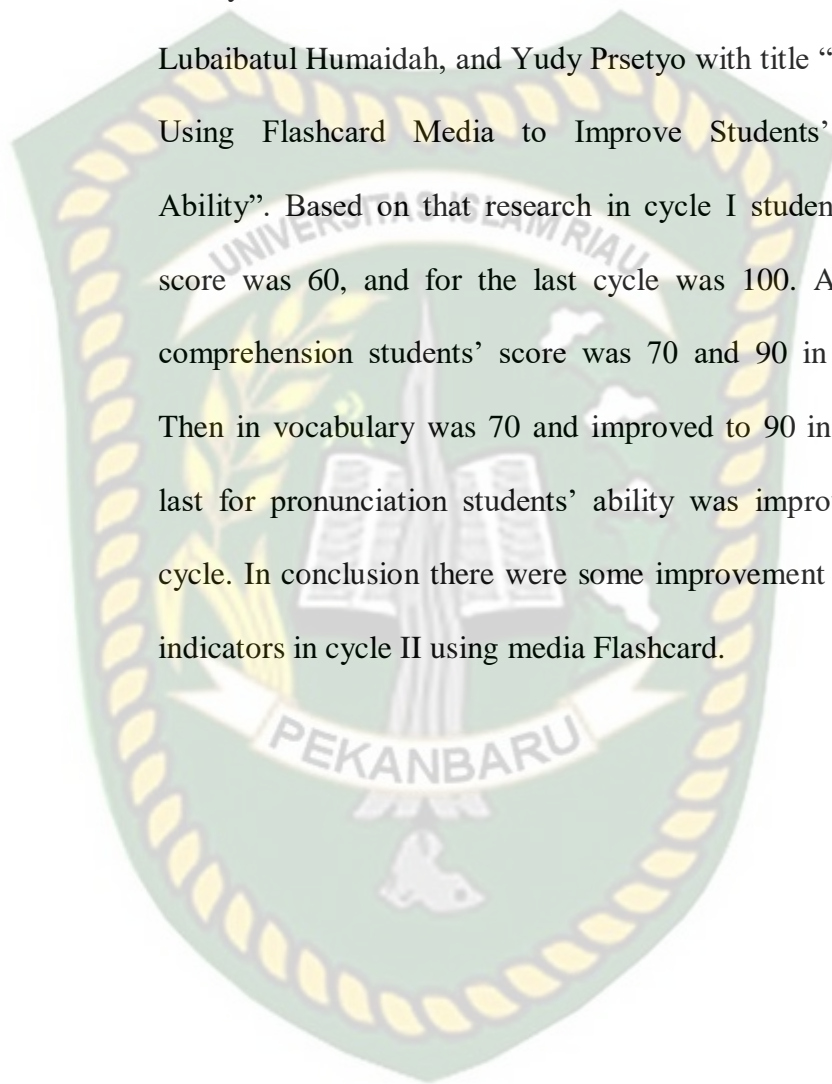 Lubaibatul Humaidah, and Yudy Prsetyo with title “
Using Flashcard Media to Improve Students’
Ability”. Based on that research in cycle I studen
score was 60, and for the last cycle was 100. A
comprehension students’ score was 70 and 90 in
Then in vocabulary was 70 and improved to 90 in
last for pronunciation students’ ability was impro
cycle. In conclusion there were some improvement
indicators in cycle II using media Flashcard.
UNIVERSITAS ISLAM RIAU
PEKANBARU